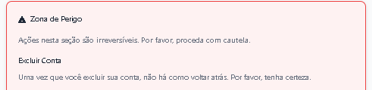 Zona de Perigo
Ações nesta seção são irreversíveis. Por favor, proceda com cautela.
Excluir Conta
Uma vez que você excluir sua conta, não há como voltar atrás. Por favor, tenha certeza.